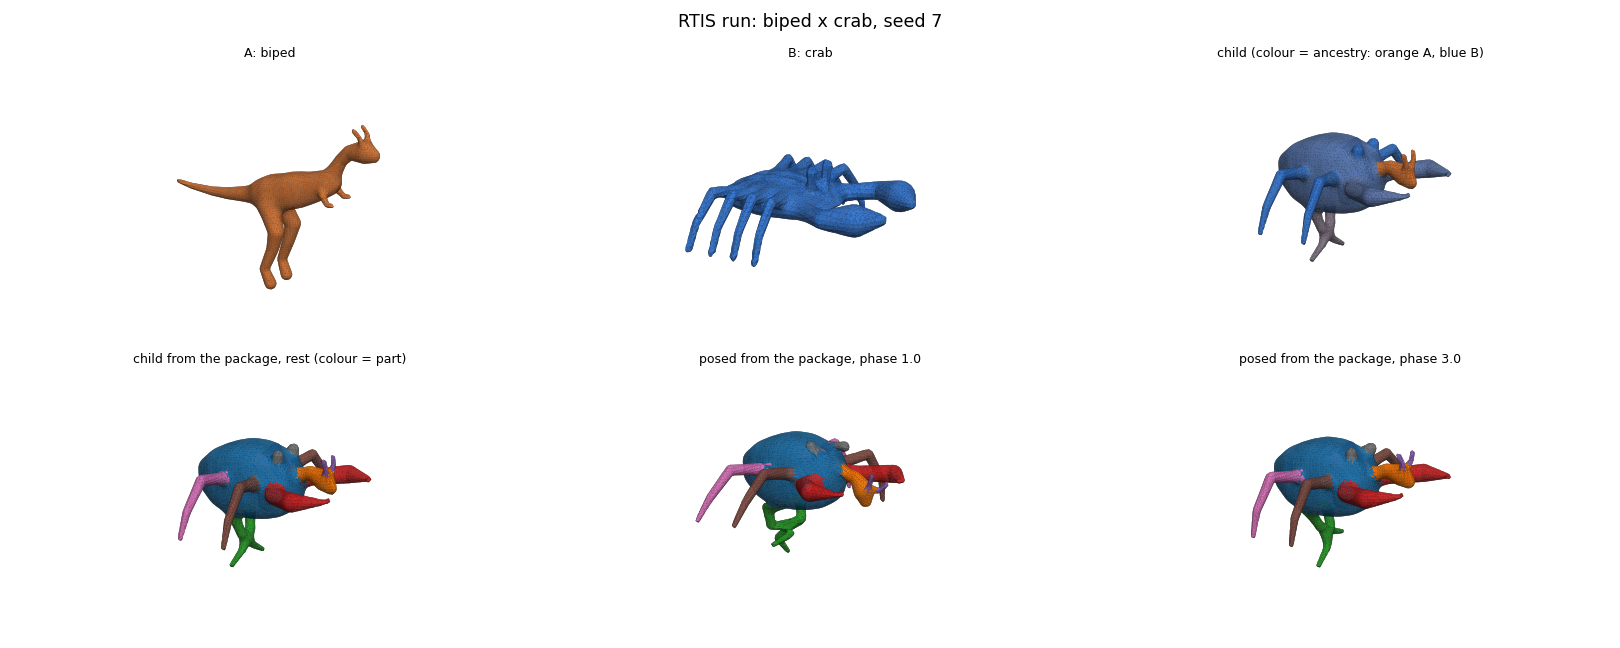 RTIS run: biped x crab, seed 7
A: biped
B: crab
child (colour = ancestry: orange A, blue B)
child from the package, rest (colour = part)
posed from the package, phase 1.0
posed from the package, phase 3.0